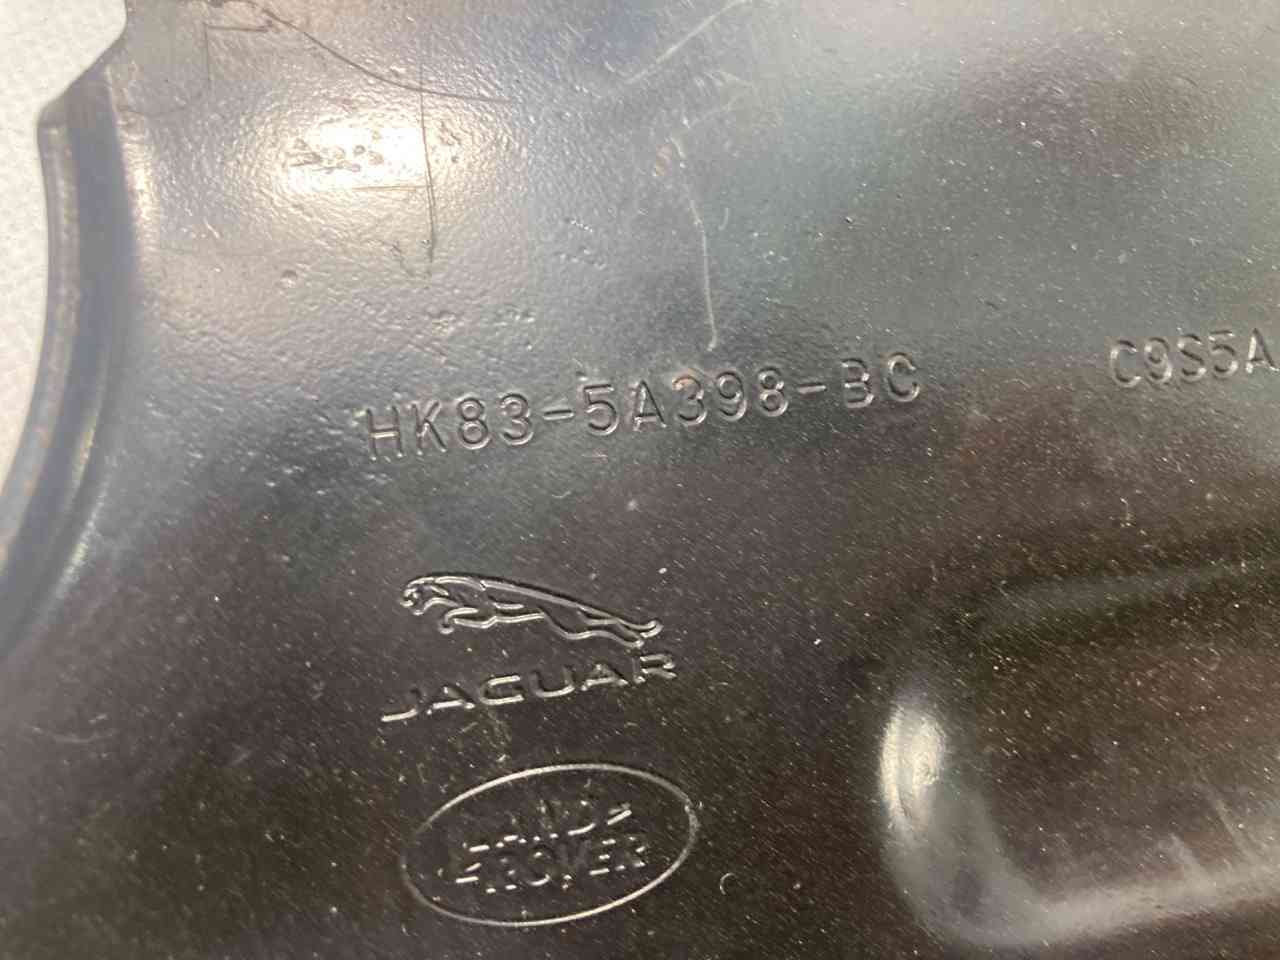 HK83-5A398-BC
C9S5A
JAGUAR
LAND
ROVER